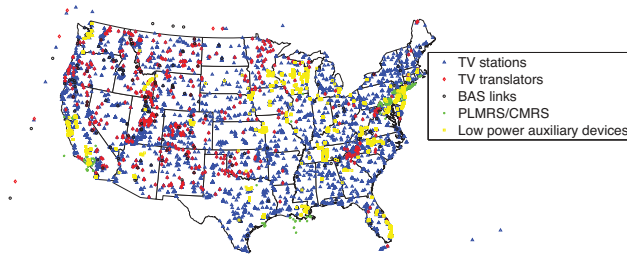 TV stations
TV translators
BAS links
PLMRS/CMRS
Low power auxiliary devices